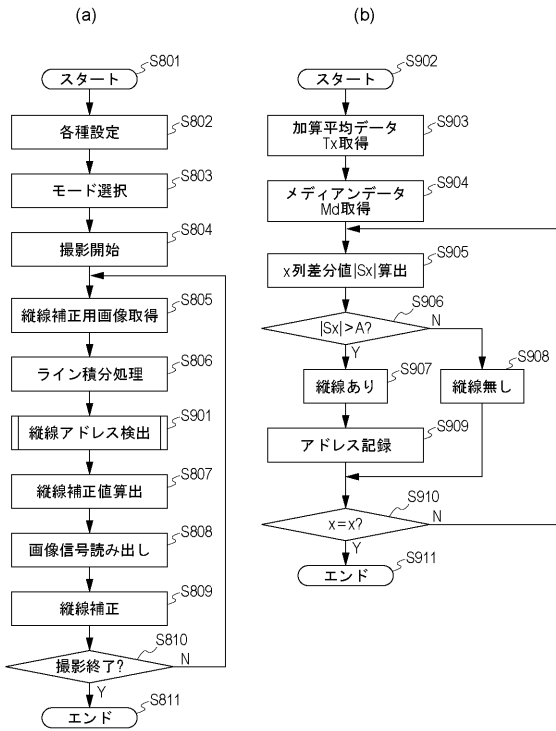 (a)
スタート
S801
各種設定
S802
モード選択
S803
撮影開始
S804
縦線補正用画像取得
S805
ライン積分処理
S806
縦線アドレス検出
S901
縦線補正値算出
S807
画像信号読み出し
S808
縦線補正
S809
撮影終了?
S810
N
Y
エンド
S811
(b)
スタート
S902
加算平均データ
Tx取得
S903
メディアンデータ
Md取得
S904
x列差分値|Sx|算出
S905
|Sx|>A?
S906
N
Y
縦線あり
S907
縦線無し
S908
アドレス記録
S909
x=x?
S910
N
Y
エンド
S911